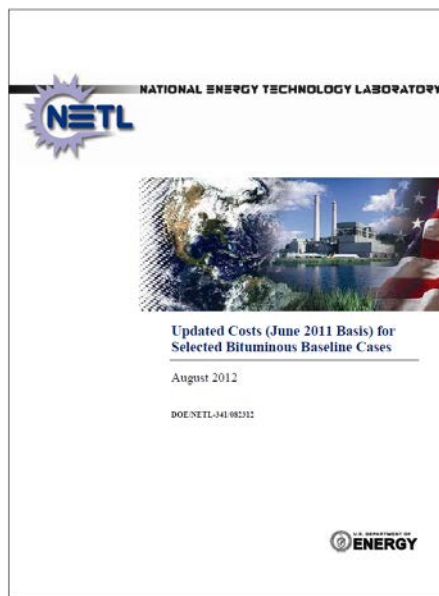 NATIONAL ENERGY TECHNOLOGY LABORATORY
NETL
Updated Costs (June 2011 Basis) for
Selected Bituminous Baseline Cases
August 2012
DOE/NETL-341/082312
U.S. DEPARTMENT OF
ENERGY